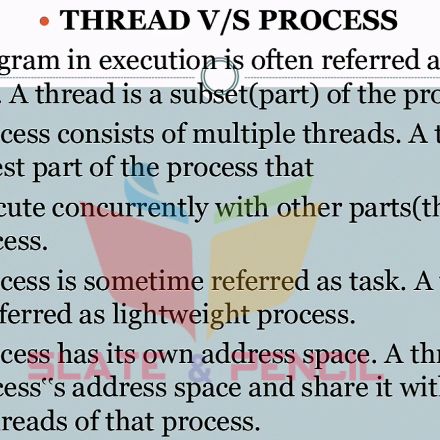 • THREAD V/S PROCESS
gram in execution is often referred a
. A thread is a subset(part) of the pro
cess consists of multiple threads. A t
est part of the process that
cute concurrently with other parts(th
cess.
cess is sometime referred as task. A
ferred as lightweight process.
cess has its own address space. A thr
SLATE & PENCIL
cess‟s address space and share it wit
reads of that process.